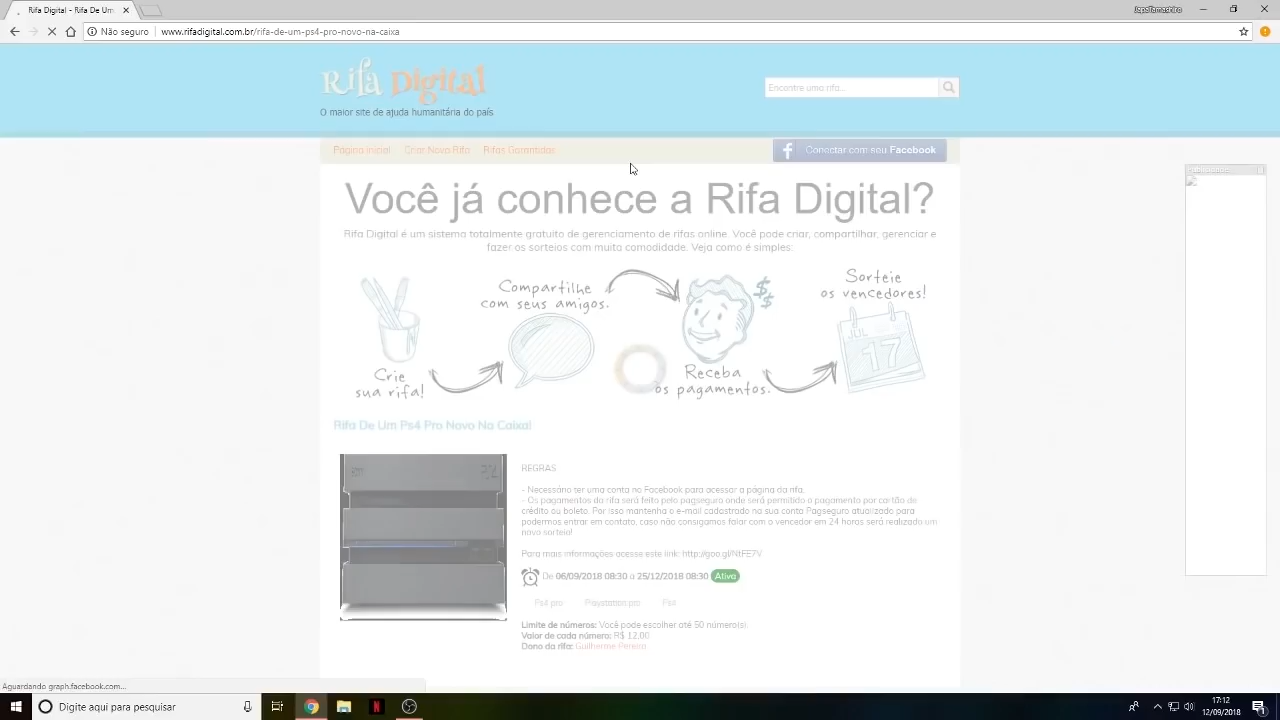 Rifa Digital - Rifa De Um
JapaTomashiro
Não seguro
www.rifadigital.com.br/rifa-de-um-ps4-pro-novo-na-caixa
Rifa Digital
O maior site de ajuda humanitária do país
Encontre uma rifa...
Página inicial Criar Nova Rifa Rifas Garantidas
Conectar com seu Facebook
Você já conhece a Rifa Digital?
Rifa Digital é um sistema totalmente gratuito de gerenciamento de rifas online. Você pode criar, compartilhar, gerenciar e
fazer os sorteios com muita comodidade. Veja como é simples:
Crie
sua rifa!
Compartilhe
com seus amigos.
$$
Receba
os pagamentos.
Sorteie
os vencedores!
17
Rifa De Um Ps4 Pro Novo Na Caixa!
REGRAS
- Necessário ter uma conta no Facebook para acessar a página da rifa.
- Os pagamentos da rifa será feito pelo pagseguro onde será permitido o pagamento por cartão de
crédito ou boleto. Por isso mantenha o e-mail cadastrado na sua conta Pagseguro atualizado para
podermos entrar em contato, caso não consigamos falar com o vencedor em 24 horas será realizado um
novo sorteio!
Para mais informações acesse este link: http://goo.gl/NtFE7V
De 06/09/2018 08:30 a 25/12/2018 08:30 Ativa
Ps4 pro Playstation pro Ps4
Limite de números: Você pode escolher até 50 número(s).
Valor de cada número: R$ 12,00
Dono da rifa: Guilherme Pereira
Aguardando graph.facebook.com...
Digite aqui para pesquisar
17:12
12/09/2018